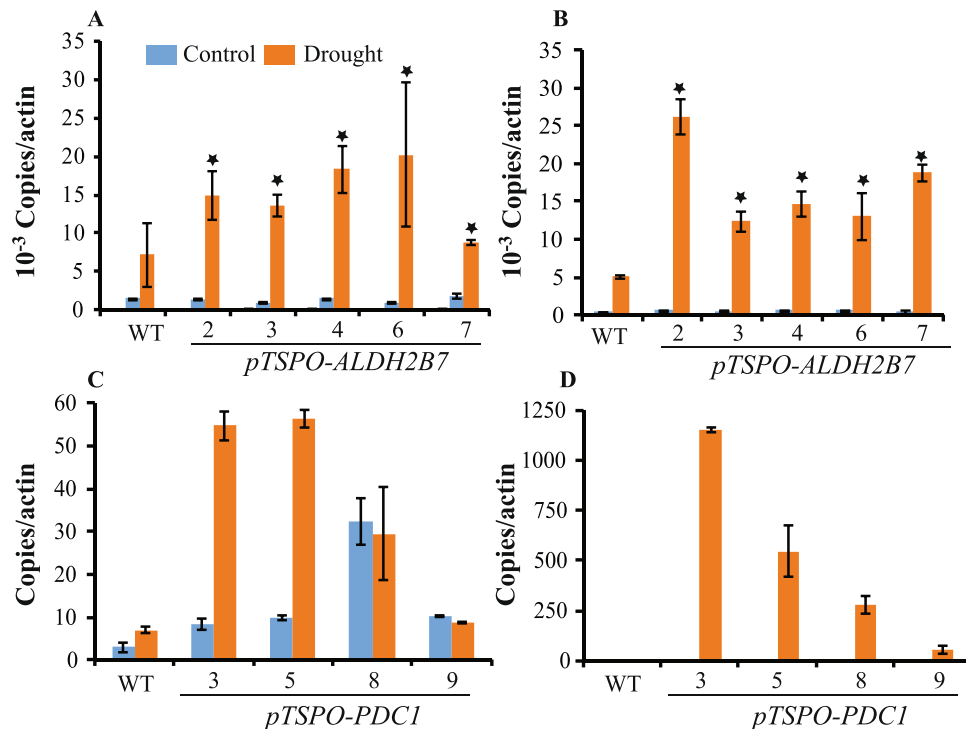 A
35
30
25
20
15
10
5
0
10⁻³ Copies/actin
Control Drought
WT 2 3 4 6 7
pTSPO-ALDH2B7
B
35
30
25
20
15
10
5
0
10⁻³ Copies/actin
WT 2 3 4 6 7
pTSPO-ALDH2B7
C
60
50
40
30
20
10
0
Copies/actin
WT 3 5 8 9
pTSPO-PDC1
D
1250
1000
750
500
250
0
Copies/actin
WT 3 5 8 9
pTSPO-PDC1